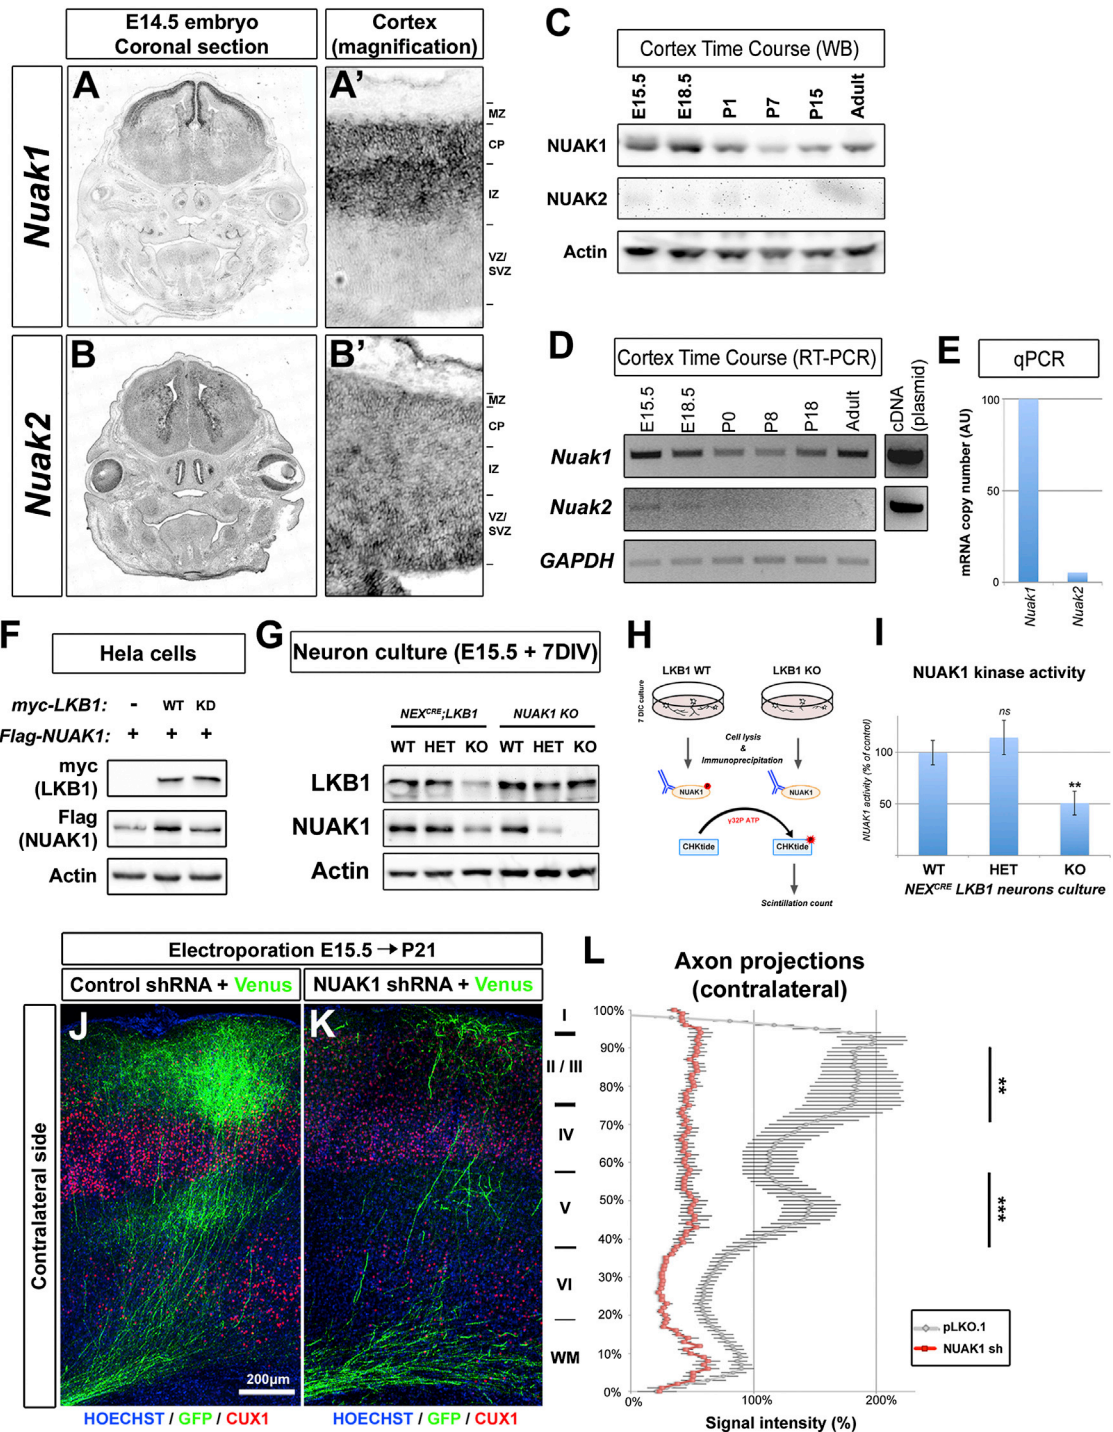 E14.5 embryo
Coronal section
Cortex
(magnification)
Nuak1
A
A’
MZ
CP
IZ
VZ/
SVZ
Nuak2
B
B’
MZ
CP
IZ
VZ/
SVZ
C
Cortex Time Course (WB)
E15.5
E18.5
P1
P7
P15
Adult
NUAK1
NUAK2
Actin
D
Cortex Time Course (RT-PCR)
E15.5
E18.5
P0
P8
P18
Adult
cDNA
(plasmid)
Nuak1
Nuak2
GAPDH
E
qPCR
mRNA copy number (AU)
100
50
0
Nuak1
Nuak2
F
Hela cells
myc-LKB1: - WT KD
Flag-NUAK1: + + +
myc
(LKB1)
Flag
(NUAK1)
Actin
G
Neuron culture (E15.5 + 7DIV)
NEXCRE;LKB1 NUAK1 KO
WT HET KO WT HET KO
LKB1
NUAK1
Actin
H
LKB1 WT LKB1 KO
7 DIC culture
Cell lysis
&
Immunoprecipitation
NUAK1
NUAK1
γ32P ATP
CHKtide
CHKtide
Scintillation count
I
NUAK1 kinase activity
NUAK1 activity (% of control)
100
50
ns
**
WT HET KO
NEXCRE LKB1 neurons culture
Electroporation E15.5 → P21
Control shRNA + Venus
NUAK1 shRNA + Venus
Contralateral side
J
K
I
II / III
IV
V
VI
WM
200µm
HOECHST / GFP / CUX1
HOECHST / GFP / CUX1
L
Axon projections
(contralateral)
100%
90%
80%
70%
60%
50%
40%
30%
20%
10%
0%
0% 100% 200%
Signal intensity (%)
**
***
pLKO.1
NUAK1 sh